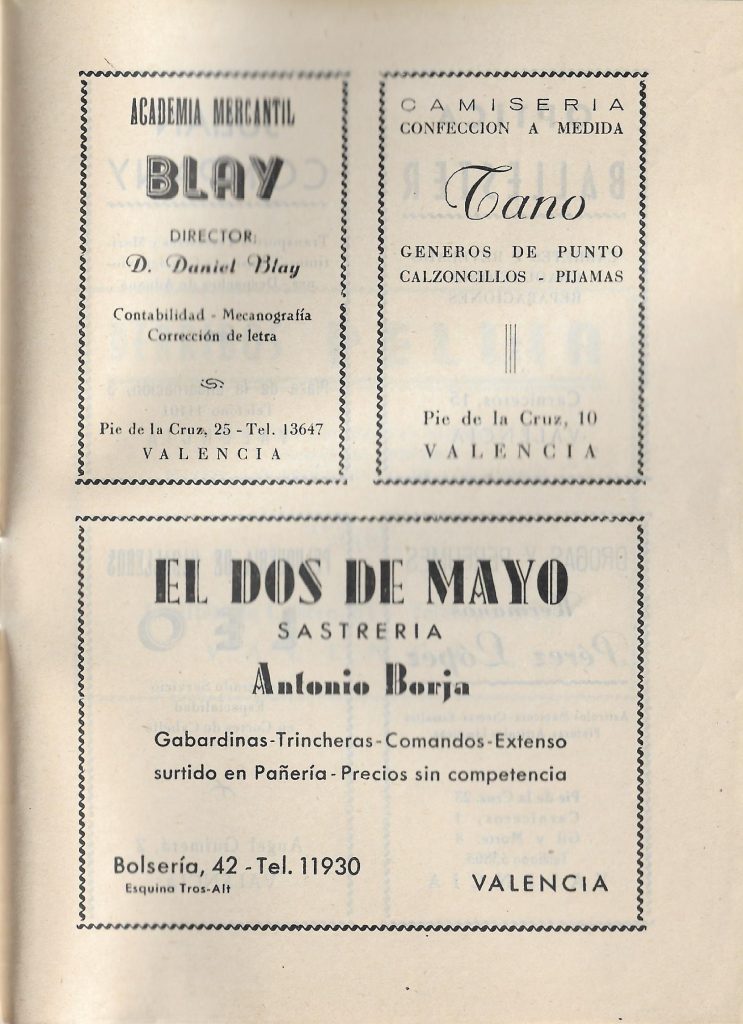 ACADEMIA MERCANTIL
BLAY
DIRECTOR:
D. Daniel Blay
Contabilidad - Mecanografía
Corrección de letra
Pie de la Cruz, 25 - Tel. 13647
VALENCIA
CAMISERIA
CONFECCION A MEDIDA
Tano
GENEROS DE PUNTO
CALZONCILLOS - PIJAMAS
Pie de la Cruz, 10
VALENCIA
EL DOS DE MAYO
SASTRERIA
Antonio Borja
Gabardinas-Trincheras-Comandos-Extenso
surtido en Pañería - Precios sin competencia
Bolsería, 42 - Tel. 11930
Esquina Tros-Alt
VALENCIA